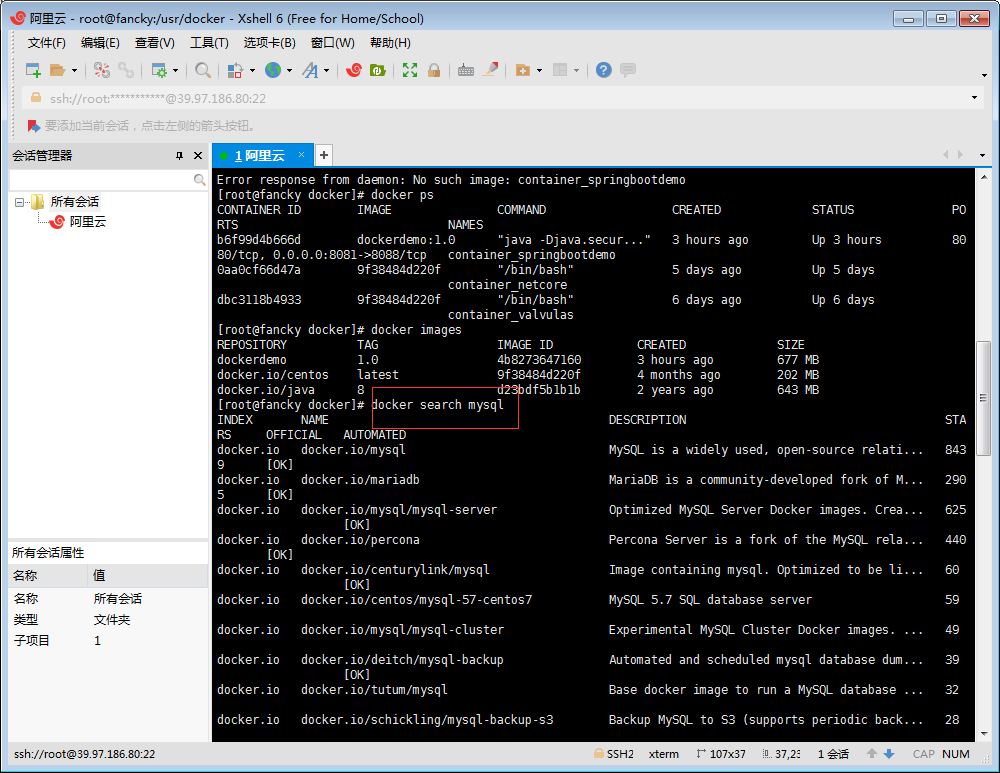 阿里云 - root@fancky:/usr/docker - Xshell 6 (Free for Home/School)
文件(F) 编辑(E) 查看(V) 工具(T) 选项卡(B) 窗口(W) 帮助(H)
ssh://root:***********@39.97.186.80:22
要添加当前会话，点击左侧的箭头按钮。
会话管理器
1 阿里云
所有会话
阿里云
所有会话属性
名称 值
名称 所有会话
类型 文件夹
子项目 1
Error response from daemon: No such image: container_springbootdemo
[root@fancky docker]# docker ps
CONTAINER ID IMAGE COMMAND CREATED STATUS PO
RTS NAMES
b6f99d4b666d dockerdemo:1.0 "java -Djava.secur..." 3 hours ago Up 3 hours 80
80/tcp, 0.0.0.0:8081->8088/tcp container_springbootdemo
0aa0cf66d47a 9f38484d220f "/bin/bash" 5 days ago Up 5 days
container_netcore
dbc3118b4933 9f38484d220f "/bin/bash" 6 days ago Up 6 days
container_valvulas
[root@fancky docker]# docker images
REPOSITORY TAG IMAGE ID CREATED SIZE
dockerdemo 1.0 4b8273647160 3 hours ago 677 MB
docker.io/centos latest 9f38484d220f 4 months ago 202 MB
docker.io/java 8 d23bdf5b1b1b 2 years ago 643 MB
[root@fancky docker]# docker search mysql
INDEX NAME DESCRIPTION STA
RS OFFICIAL AUTOMATED
docker.io docker.io/mysql MySQL is a widely used, open-source relati... 843
9 [OK]
docker.io docker.io/mariadb MariaDB is a community-developed fork of M... 290
5 [OK]
docker.io docker.io/mysql/mysql-server Optimized MySQL Server Docker images. Crea... 625
[OK]
docker.io docker.io/percona Percona Server is a fork of the MySQL rela... 440
[OK]
docker.io docker.io/centurylink/mysql Image containing mysql. Optimized to be li... 60
[OK]
docker.io docker.io/centos/mysql-57-centos7 MySQL 5.7 SQL database server 59
docker.io docker.io/mysql/mysql-cluster Experimental MySQL Cluster Docker images. ... 49
docker.io docker.io/deitch/mysql-backup Automated and scheduled mysql database dum... 39
[OK]
docker.io docker.io/tutum/mysql Base docker image to run a MySQL database ... 32
docker.io docker.io/schickling/mysql-backup-s3 Backup MySQL to S3 (supports periodic back... 28
ssh://root@39.97.186.80:22 SSH2 xterm 107x37 37,23 1 会话 CAP NUM